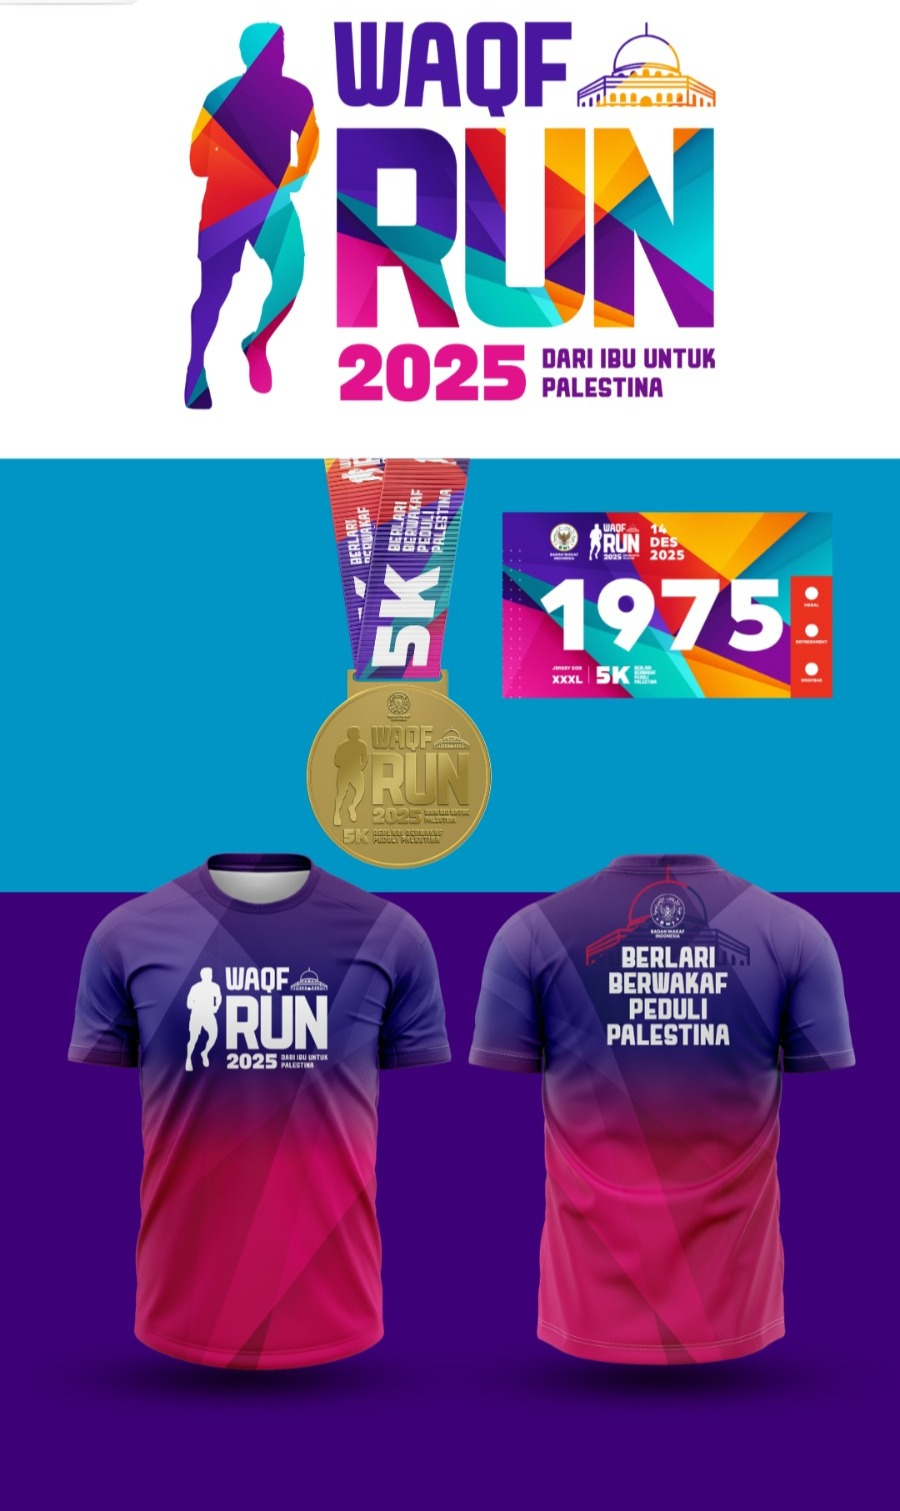 WAQF
RUN
2025
DARI IBU UNTUK
PALESTINA
BERLARI
BERWAKAF
BERLARI
BERWAKAF
PEDULI
PALESTINA
5K
WAQF
RUN
2025
DARI IBU UNTUK
PALESTINA
5K
BERLARI BERWAKAF
PEDULI PALESTINA
BADAN WAKAF
INDONESIA
WAQF
RUN
2025
14
DES
2025
1975
MEDAL
REFRESHMENT
JERSEY SIZE
XXXL
5K
BERLARI
BERWAKAF
PEDULI
PALESTINA
WAQF
RUN
2025
DARI IBU UNTUK
PALESTINA
BADAN WAKAF
INDONESIA
BERLARI
BERWAKAF
PEDULI
PALESTINA